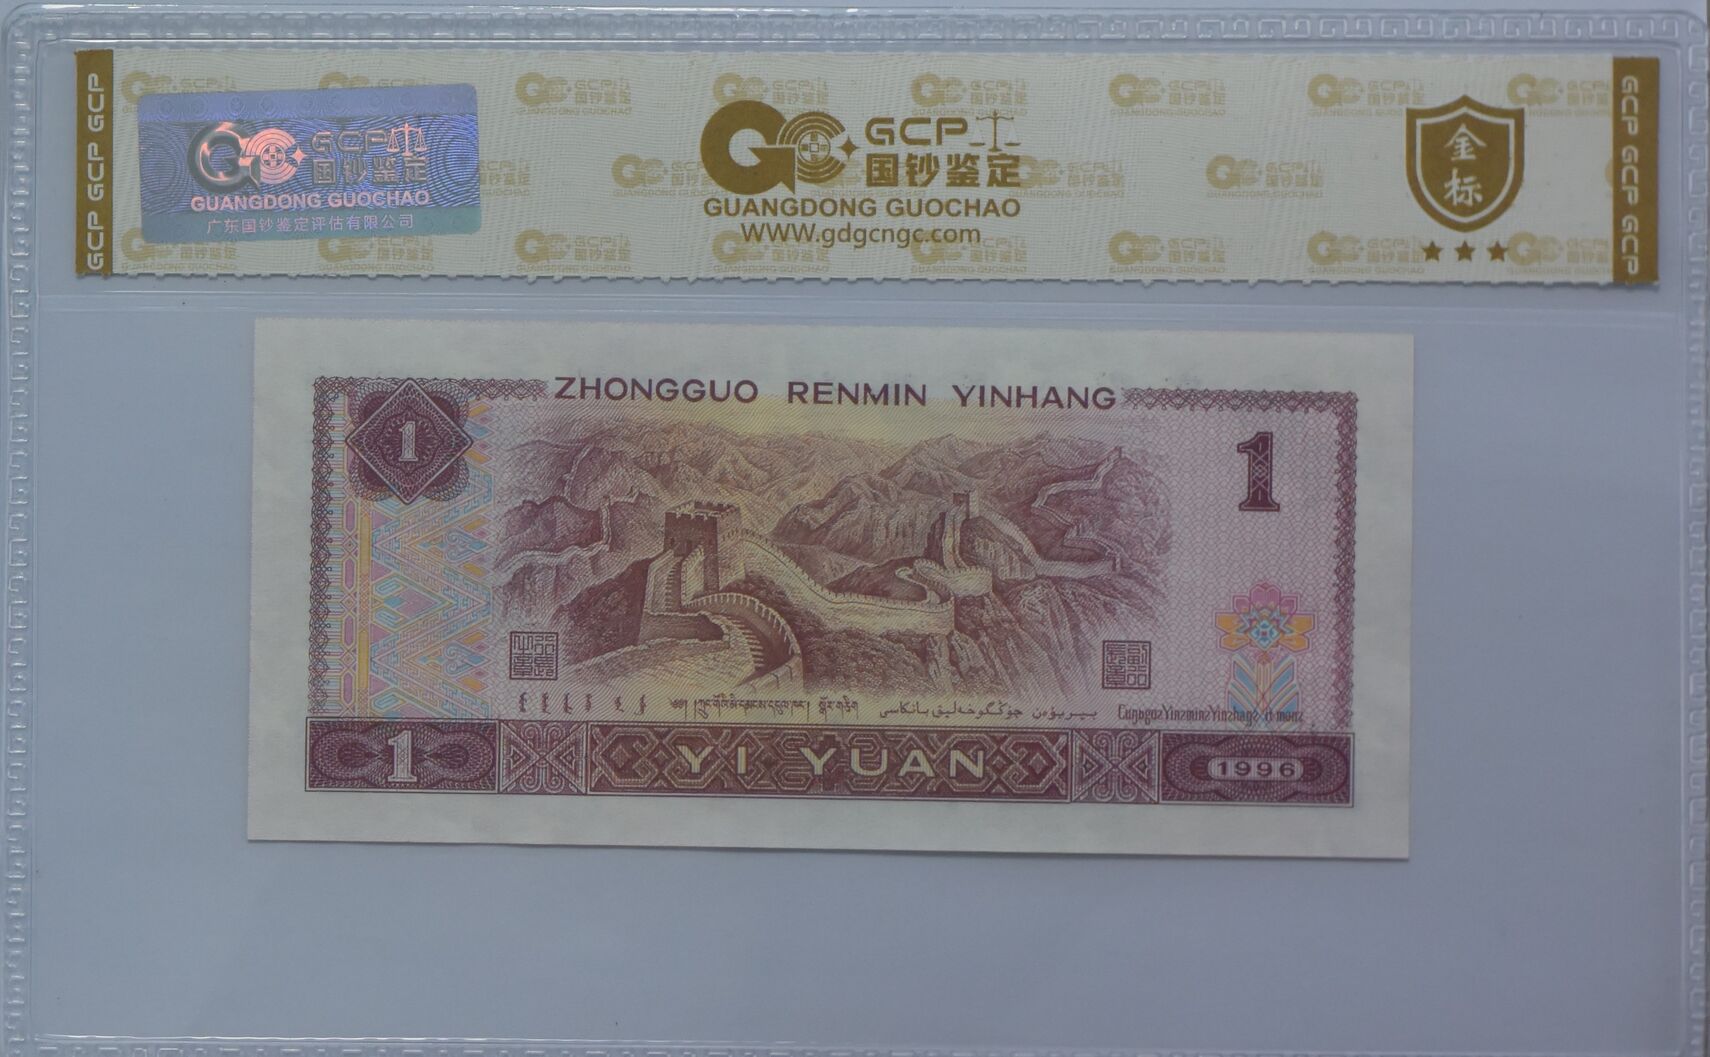 GCP GCP GCP
GCP
国钞鉴定
GUANGDONG GUOCHAO
广东国钞鉴定评估有限公司
GCP
国钞鉴定
GUANGDONG GUOCHAO
WWW.gdgcngc.com
金
标
GCP GCP GCP
ZHONGGUO RENMIN YINHANG
1
1
1
YI YUAN
1996